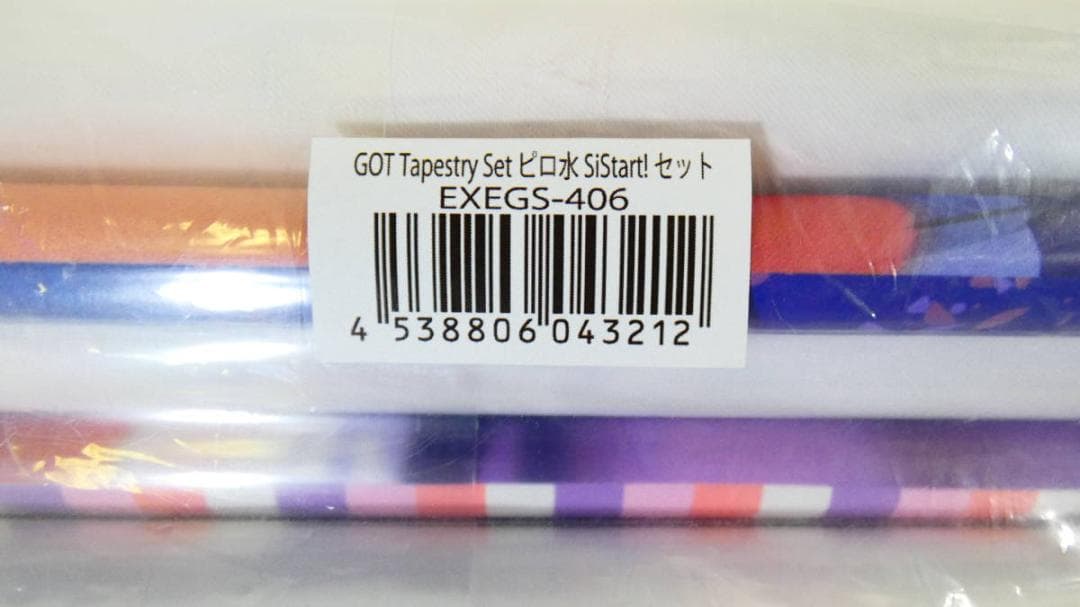 GOT Tapestry Set ピロ水 SiStart! セット
EXEGS-406
4 538806 043212